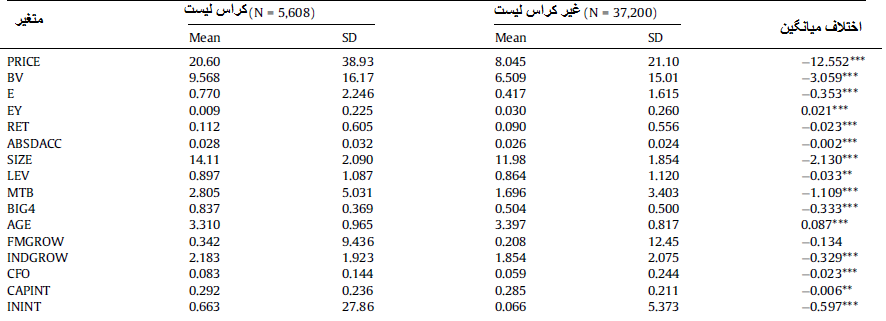 متغیر کراس لیست (N = 5,608) غیر کراس لیست (N = 37,200) اختلاف میانگین
Mean SD Mean SD
PRICE 20.60 38.93 8.045 21.10 −12.552***
BV 9.568 16.17 6.509 15.01 −3.059***
E 0.770 2.246 0.417 1.615 −0.353***
EY 0.009 0.225 0.030 0.260 0.021***
RET 0.112 0.605 0.090 0.556 −0.023***
ABSDACC 0.028 0.032 0.026 0.024 −0.002***
SIZE 14.11 2.090 11.98 1.854 −2.130***
LEV 0.897 1.087 0.864 1.120 −0.033**
MTB 2.805 5.031 1.696 3.403 −1.109***
BIG4 0.837 0.369 0.504 0.500 −0.333***
AGE 3.310 0.965 3.397 0.817 0.087***
FMGROW 0.342 9.436 0.208 12.45 −0.134
INDGROW 2.183 1.923 1.854 2.075 −0.329***
CFO 0.083 0.144 0.059 0.244 −0.023***
CAPINT 0.292 0.236 0.285 0.211 −0.006**
ININT 0.663 27.86 0.066 5.373 −0.597***